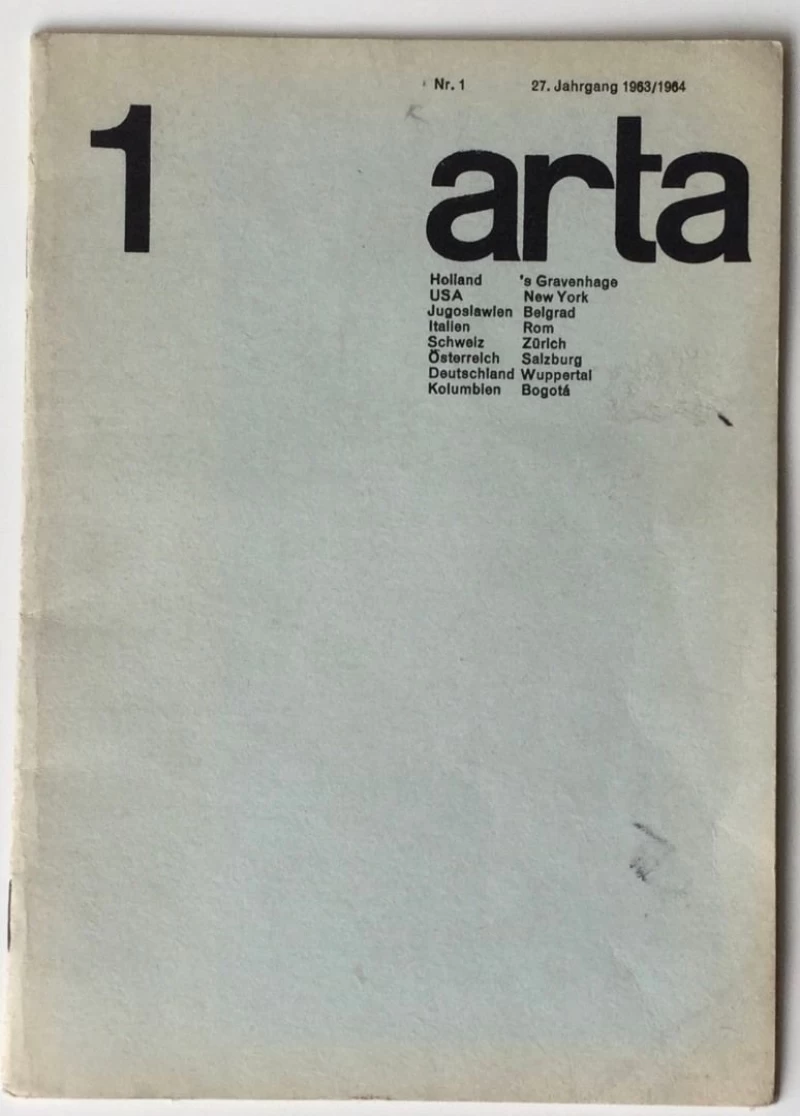 Nr. 1 27. Jahrgang 1963/1964
1 arta
Holland 's Gravenhage
USA New York
Jugoslawien Belgrad
Italien Rom
Schweiz Zürich
Österreich Salzburg
Deutschland Wuppertal
Kolumbien Bogotá